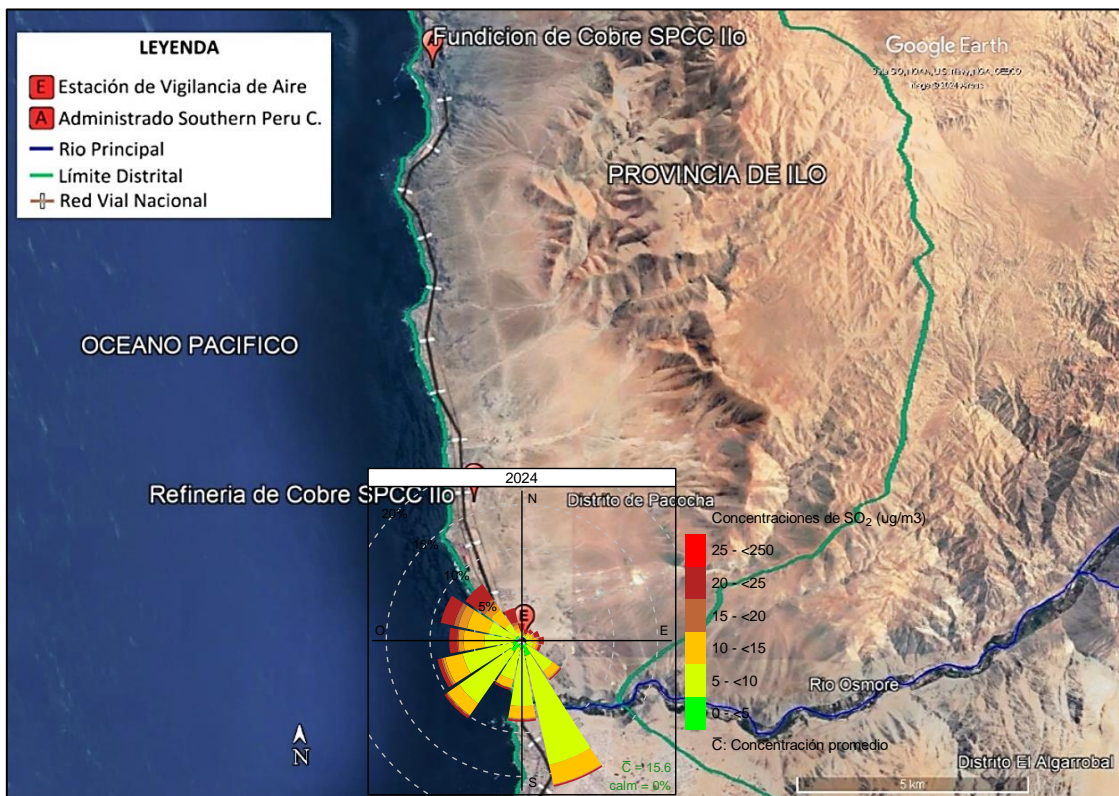 LEYENDA
E Estación de Vigilancia de Aire
A Administrado Southern Peru C.
Rio Principal
Límite Distrital
Red Vial Nacional
A
Fundicion de Cobre SPCC Ilo
Google Earth
PROVINCIA DE ILO
OCEANO PACIFICO
Refineria de Cobre SPCC Ilo
2024
N
Distrito de Pacocha
20%
15%
10%
5%
E
O
E
S
C̅ = 15.6
calm = 0%
Concentraciones de SO₂ (ug/m3)
25 - <250
20 - <25
15 - <20
10 - <15
5 - <10
0 - <5
C̅: Concentración promedio
Rio Osmore
Distrito El Algarrobal
N
5 km